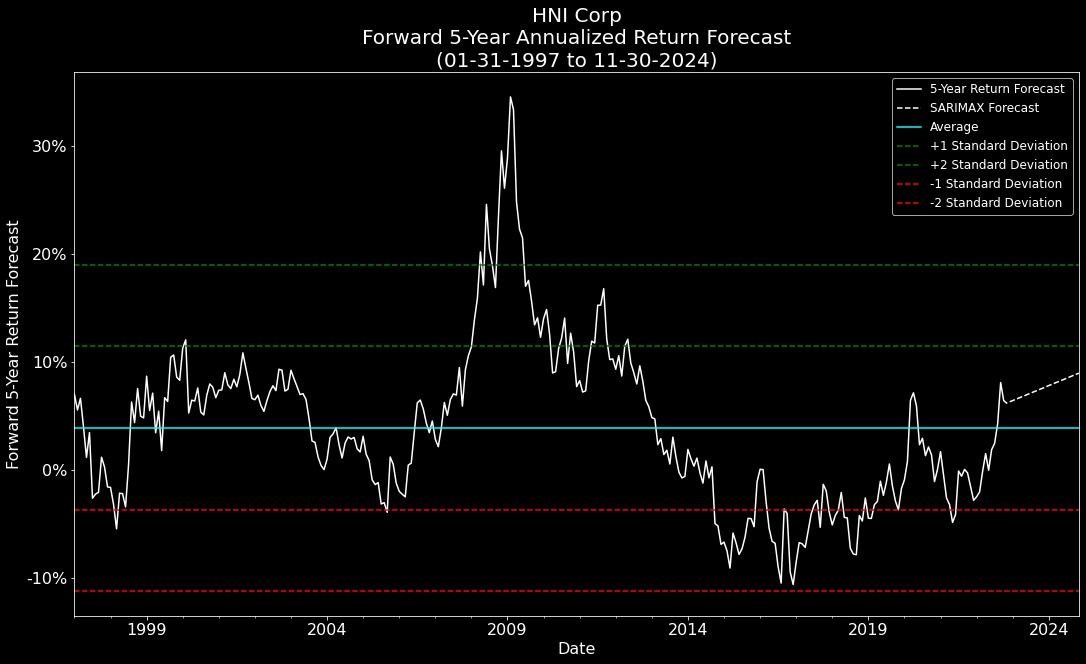 HNI Corp
Forward 5-Year Annualized Return Forecast
(01-31-1997 to 11-30-2024)
5-Year Return Forecast
SARIMAX Forecast
Average
+1 Standard Deviation
+2 Standard Deviation
-1 Standard Deviation
-2 Standard Deviation
Forward 5-Year Return Forecast
30%
20%
10%
0%
-10%
1999
2004
2009
2014
2019
2024
Date